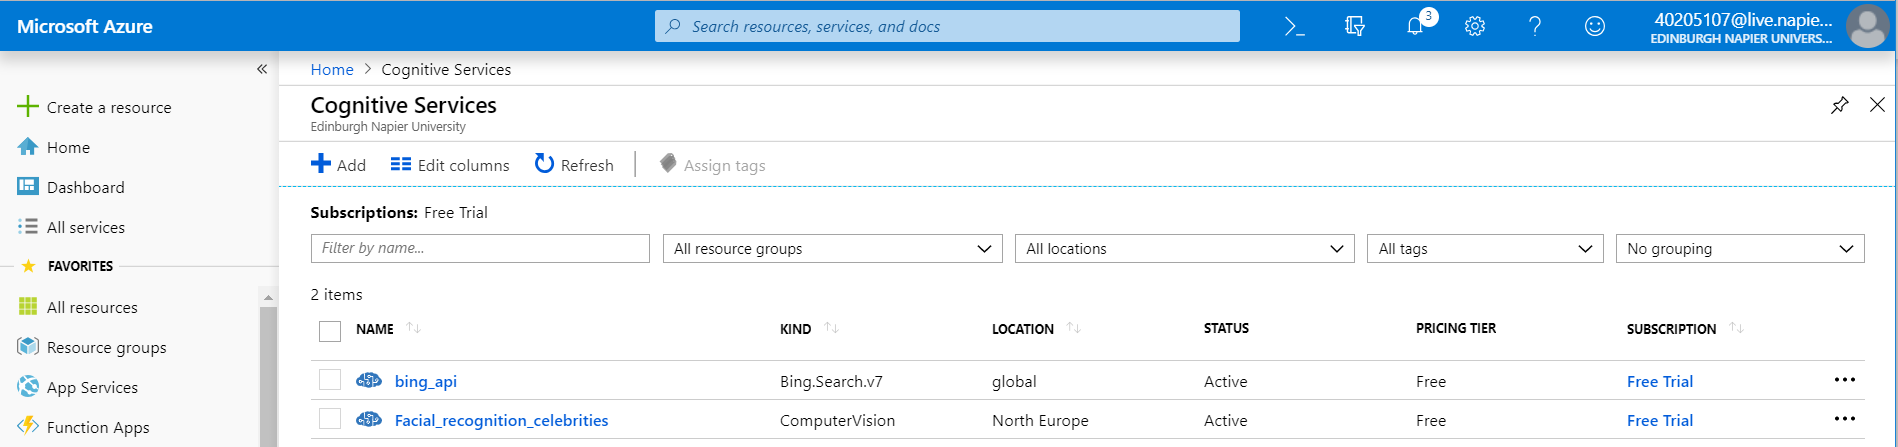 Microsoft Azure
Search resources, services, and docs
3
40205107@live.napie...
EDINBURGH NAPIER UNIVERS...
Create a resource
Home
Dashboard
All services
FAVORITES
All resources
Resource groups
App Services
Function Apps
Home > Cognitive Services
Cognitive Services
Edinburgh Napier University
Add Edit columns Refresh Assign tags
Subscriptions: Free Trial
Filter by name... All resource groups All locations All tags No grouping
2 items
NAME KIND LOCATION STATUS PRICING TIER SUBSCRIPTION
bing_api Bing.Search.v7 global Active Free Free Trial
Facial_recognition_celebrities ComputerVision North Europe Active Free Free Trial